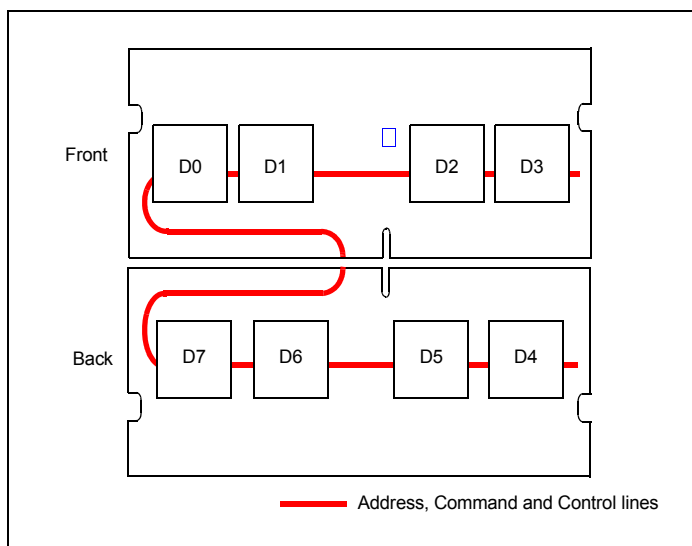 Front
D0
D1
D2
D3
Back
D7
D6
D5
D4
Address, Command and Control lines